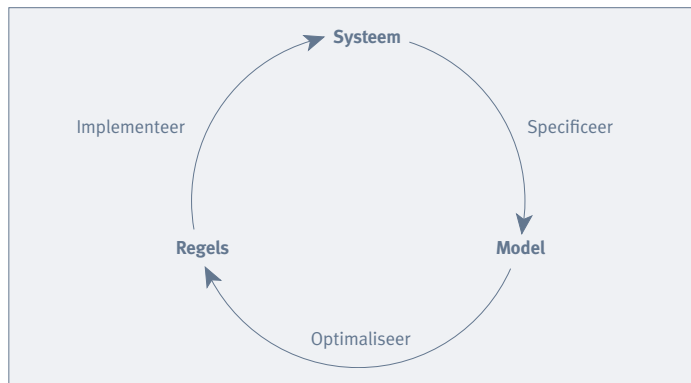 Systeem
Implementeer
Specificeer
Regels
Model
Optimaliseer